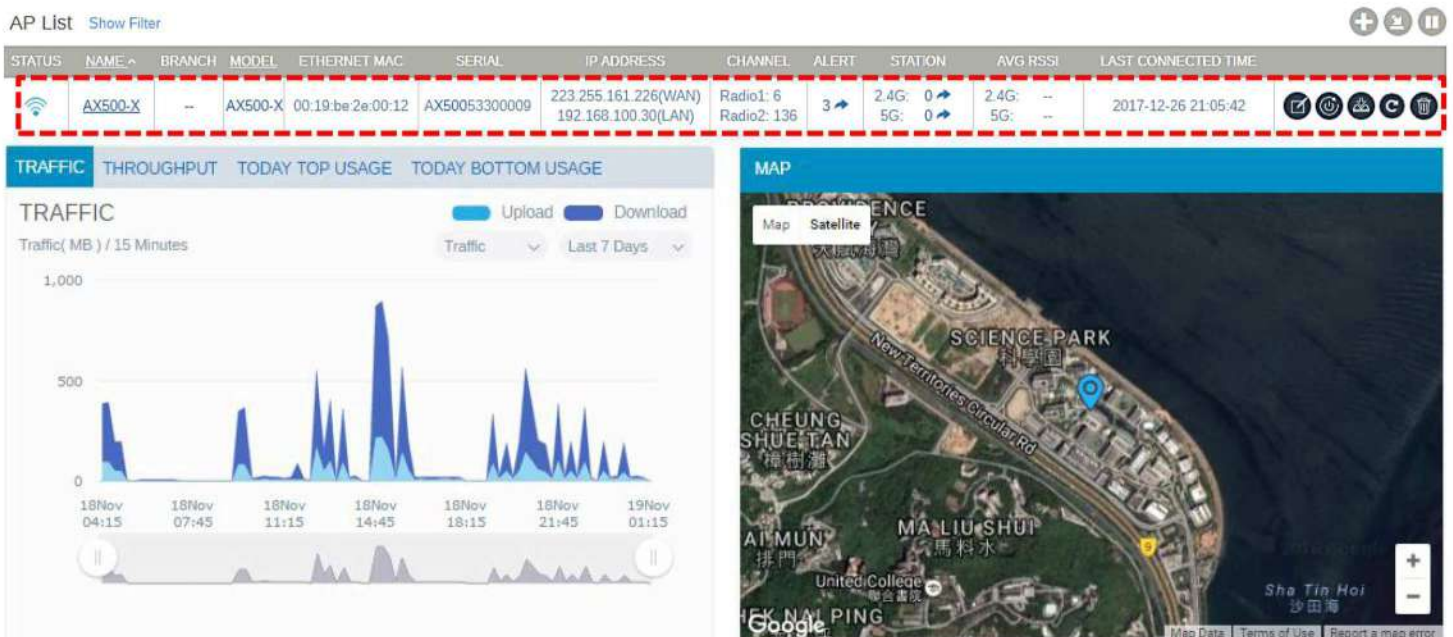 AP List Show Filter
STATUS NAME BRANCH MODEL ETHERNET MAC SERIAL IP ADDRESS CHANNEL ALERT STATION AVG RSSI LAST CONNECTED TIME
AX500-X -- AX500-X 00:19:be:2e:00:12 AX50053300009 223.255.161.226(WAN) Radio1: 6 3 2.4G: 0 2.4G: -- 2017-12-26 21:05:42
192.168.100.30(LAN) Radio2: 136 5G: 0 5G: --
TRAFFIC THROUGHPUT TODAY TOP USAGE TODAY BOTTOM USAGE
TRAFFIC
Upload Download
Traffic( MB ) / 15 Minutes
Traffic Last 7 Days
1,000
500
0
18Nov 18Nov 18Nov 18Nov 18Nov 18Nov 19Nov
04:15 07:45 11:15 14:45 18:15 21:45 01:15
MAP
Map Satellite
SCIENCE PARK
科學園
New Territories Circular Rd
CHEUNG
SHUE TAN
樟樹灘
MA LIU SHUI
馬料水
9
United College
聯合書院
Sha Tin Hoi
沙田海
+
−
Google
Map Data Terms of Use Report a map error